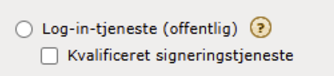 Log-in-tjeneste (offentlig) ?
Kvalificeret signeringstjeneste